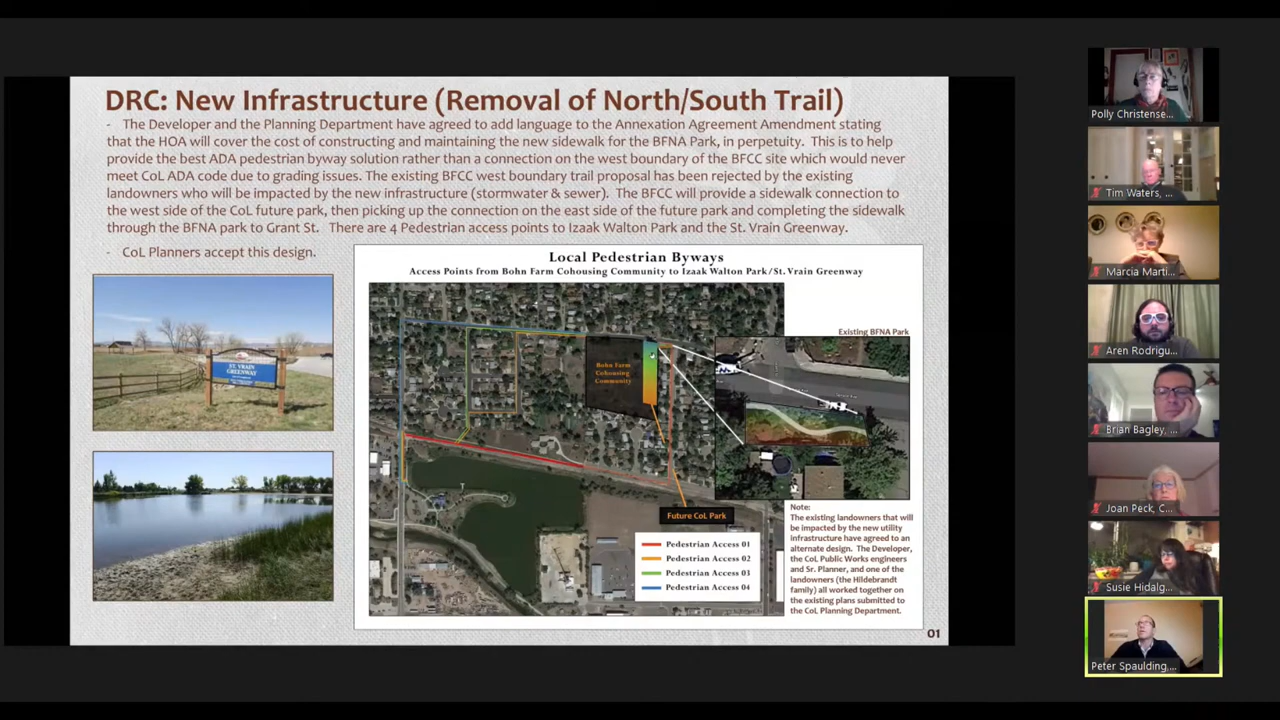 DRC: New Infrastructure (Removal of North/South Trail)
- The Developer and the Planning Department have agreed to add language to the Annexation Agreement Amendment stating
that the HOA will cover the cost of constructing and maintaining the new sidewalk for the BFNA Park, in perpetuity. This is to help
provide the best ADA pedestrian byway solution rather than a connection on the west boundary of the BFCC site which would never
meet CoL ADA code due to grading issues. The existing BFCC west boundary trail proposal has been rejected by the existing
landowners who will be impacted by the new infrastructure (stormwater & sewer). The BFCC will provide a sidewalk connection to
the west side of the CoL future park, then picking up the connection on the east side of the future park and completing the sidewalk
through the BFNA park to Grant St. There are 4 Pedestrian access points to Izaak Walton Park and the St. Vrain Greenway.
- CoL Planners accept this design.
ST. VRAIN
GREENWAY
Local Pedestrian Byways
Access Points from Bohn Farm Cohousing Community to Izaak Walton Park/St. Vrain Greenway
Existing BFNA Park
Bohn Farm
Cohousing
Community
Future CoL Park
Pedestrian Access 01
Pedestrian Access 02
Pedestrian Access 03
Pedestrian Access 04
Note:
The existing landowners that will
be impacted by the new utility
infrastructure have agreed to an
alternate design. The Developer,
the CoL Public Works engineers
and Sr. Planner, and one of the
landowners (the Hildebrandt
family) all worked together on
the existing plans submitted to
the CoL Planning Department.
01
Polly Christense...
Tim Waters, ...
Marcia Marti...
Aren Rodrigu...
Brian Bagley, ...
Joan Peck, C...
Susie Hidalg...
Peter Spaulding,...